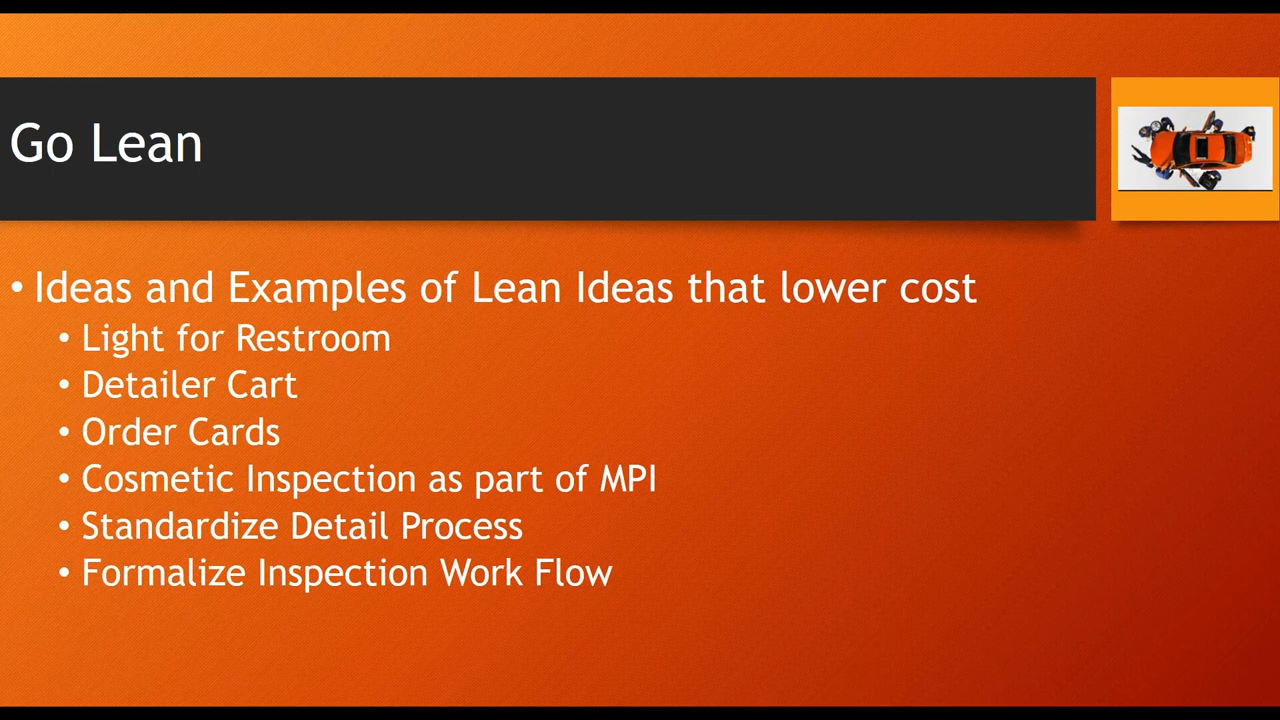 Go Lean
• Ideas and Examples of Lean Ideas that lower cost
• Light for Restroom
• Detailer Cart
• Order Cards
• Cosmetic Inspection as part of MPI
• Standardize Detail Process
• Formalize Inspection Work Flow